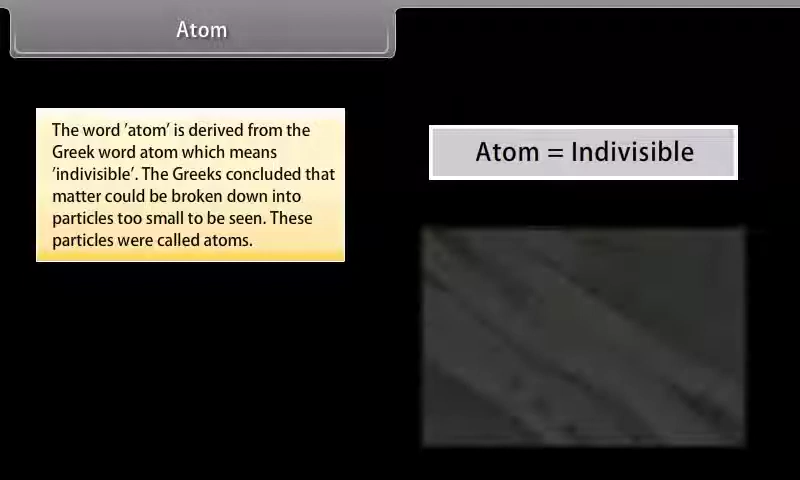 Atom
The word 'atom' is derived from the
Greek word atom which means
'indivisible'. The Greeks concluded that
matter could be broken down into
particles too small to be seen. These
particles were called atoms.
Atom = Indivisible